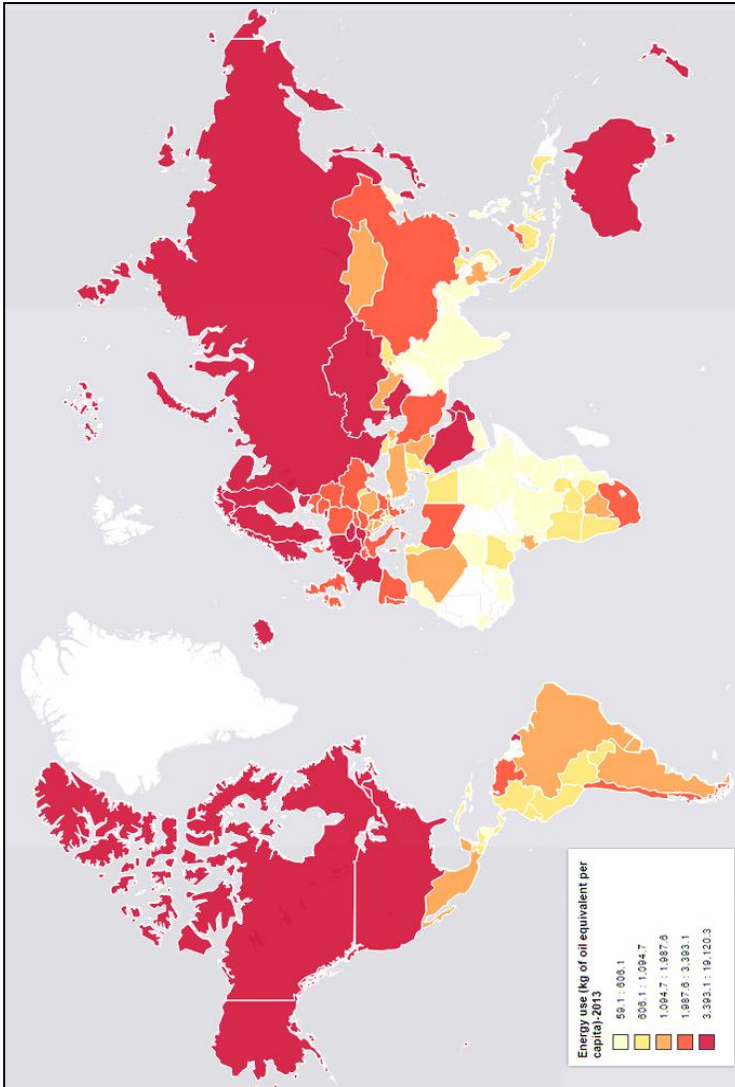 Energy use (kg of oil equivalent per
capita)-2013
59.1 : 606.1
606.1 : 1,094.7
1,094.7 : 1,987.6
1,987.6 : 3,393.1
3,393.1 : 19,120.3